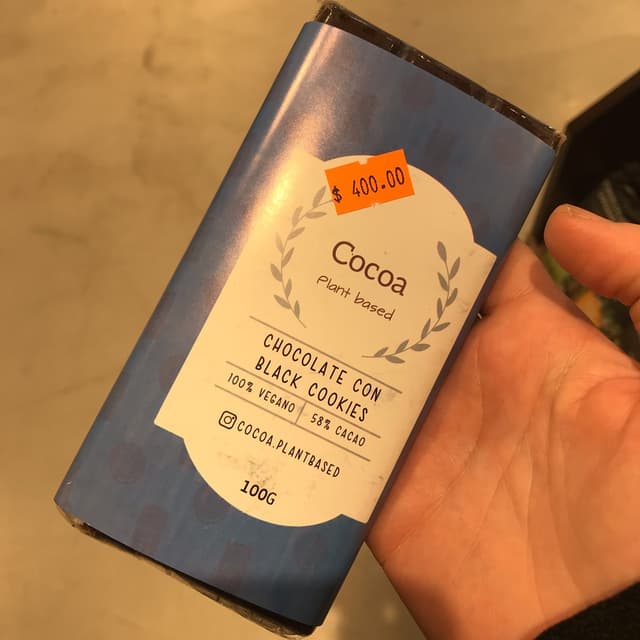 $ 400.00
Cocoa
Plant based
CHOCOLATE CON
BLACK COOKIES
100% VEGANO 58% CACAO
COCOA.PLANTBASED
100G